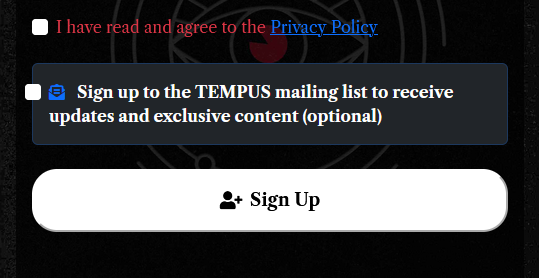 I have read and agree to the Privacy Policy
Sign up to the TEMPUS mailing list to receive
updates and exclusive content (optional)
Sign Up